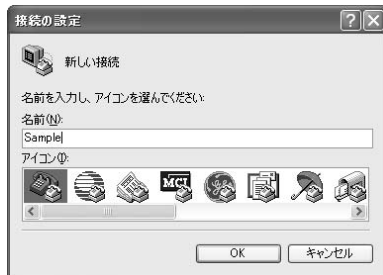 接続の設定
新しい接続
名前を入力し、アイコンを選んでください:
名前(N):
Sample
アイコン(I):
MCI
OK
キャンセル